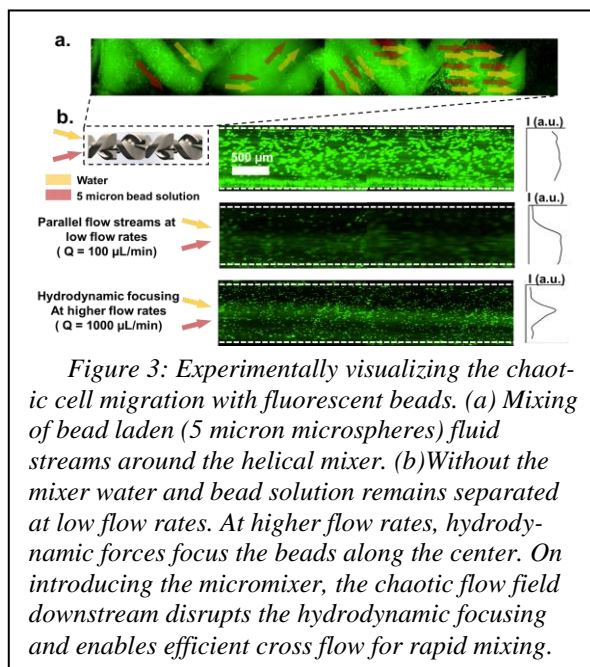 a.
b.
500 µm
I (a.u.)
Water
5 micron bead solution
Parallel flow streams at
low flow rates
( Q = 100 µL/min)
I (a.u.)
Hydrodynamic focusing
At higher flow rates
( Q = 1000 µL/min)
I (a.u.)
Figure 3: Experimentally visualizing the chaot-
ic cell migration with fluorescent beads. (a) Mixing
of bead laden (5 micron microspheres) fluid
streams around the helical mixer. (b)Without the
mixer water and bead solution remains separated
at low flow rates. At higher flow rates, hydrody-
namic forces focus the beads along the center. On
introducing the micromixer, the chaotic flow field
downstream disrupts the hydrodynamic focusing
and enables efficient cross flow for rapid mixing.